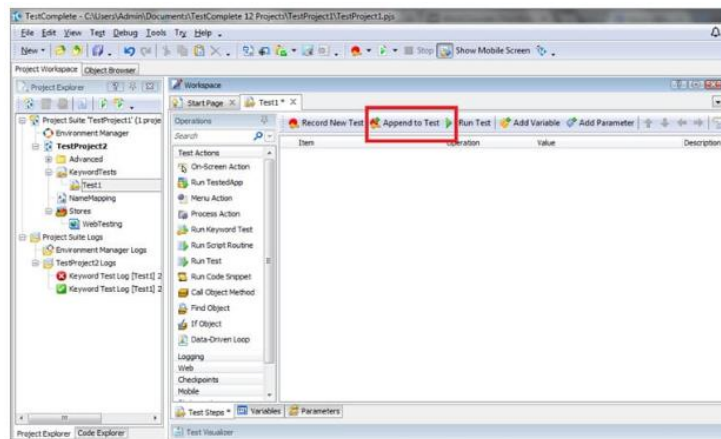 TestComplete - C:\Users\Admin\Documents\TestComplete 12 Projects\TestProject1\TestProject1.pjs
File Edit View Test Debug Tools Try Help
New Stop Show Mobile Screen
Project Workspace Object Browser
Project Explorer
Project Suite 'TestProject1' (1 proje
Environment Manager
TestProject2
Advanced
KeywordTests
Test1
NameMapping
Stores
WebTesting
Project Suite Logs
Environment Manager Logs
TestProject2 Logs
Keyword Test Log [Test1] 2
Keyword Test Log [Test1] 2
Project Explorer Code Explorer
Workspace
Start Page Test1 *
Operations
Search
Test Actions
On-Screen Action
Run TestedApp
Menu Action
Process Action
Run Keyword Test
Run Script Routine
Run Test
Run Code Snippet
Call Object Method
Find Object
If Object
Data-Driven Loop
Logging
Web
Checkpoints
Mobile
Record New Test Append to Test Run Test Add Variable Add Parameter
Item Operation Value Description
Test Steps * Variables Parameters
Test Visualizer